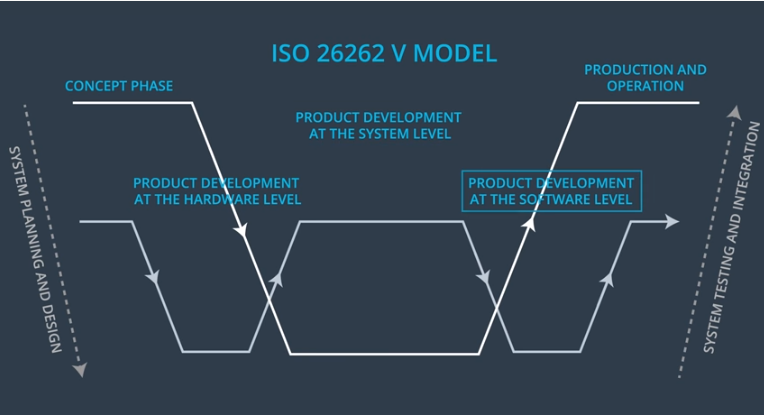 ISO 26262 V MODEL
CONCEPT PHASE
PRODUCTION AND
OPERATION
PRODUCT DEVELOPMENT
AT THE SYSTEM LEVEL
PRODUCT DEVELOPMENT
AT THE HARDWARE LEVEL
PRODUCT DEVELOPMENT
AT THE SOFTWARE LEVEL
SYSTEM PLANNING AND DESIGN
SYSTEM TESTING AND INTEGRATION